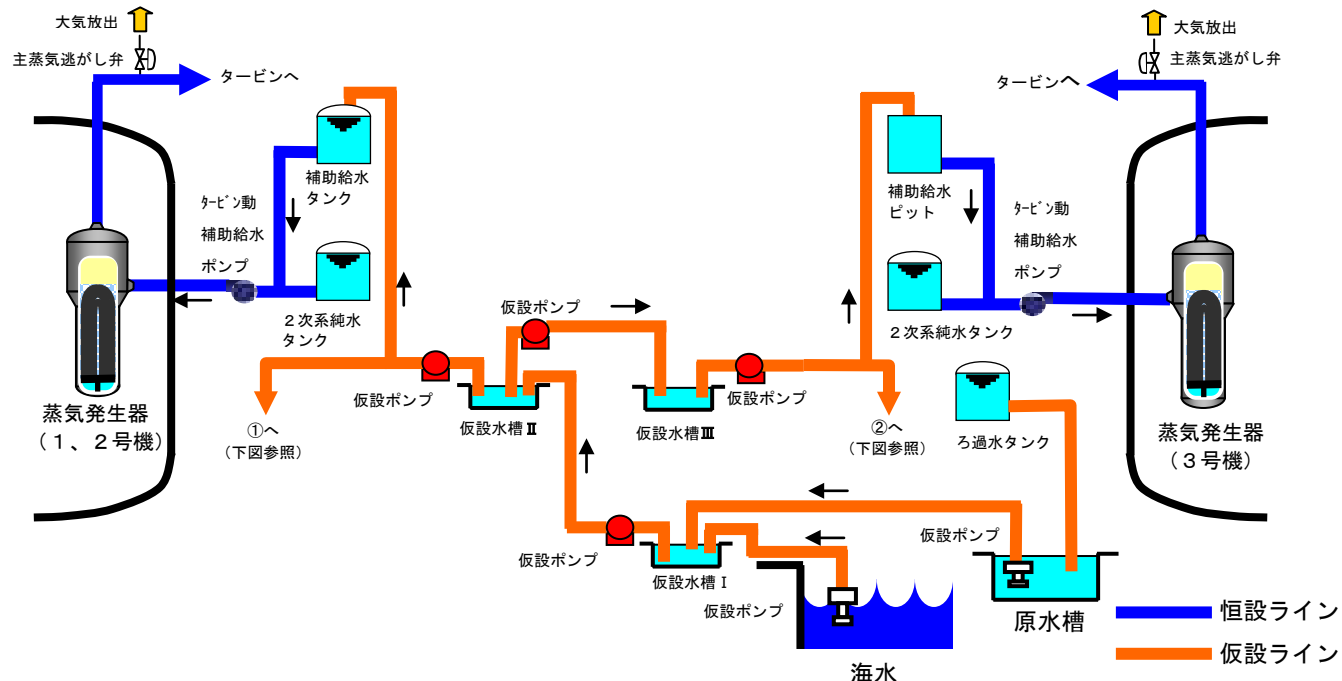 大気放出
主蒸気逃がし弁
タービンへ
大気放出
主蒸気逃がし弁
タービンへ
補助給水
タンク
ﾀｰﾋﾞﾝ動
補助給水
ポンプ
２次系純水
タンク
補助給水
ピット
ﾀｰﾋﾞﾝ動
補助給水
ポンプ
２次系純水タンク
蒸気発生器
（１、２号機）
①へ
（下図参照）
仮設ポンプ
仮設水槽Ⅱ
仮設ポンプ
仮設水槽Ⅲ
仮設ポンプ
②へ
（下図参照）
ろ過水タンク
蒸気発生器
（３号機）
仮設ポンプ
仮設水槽Ⅰ
仮設ポンプ
海水
仮設ポンプ
原水槽
恒設ライン
仮設ライン